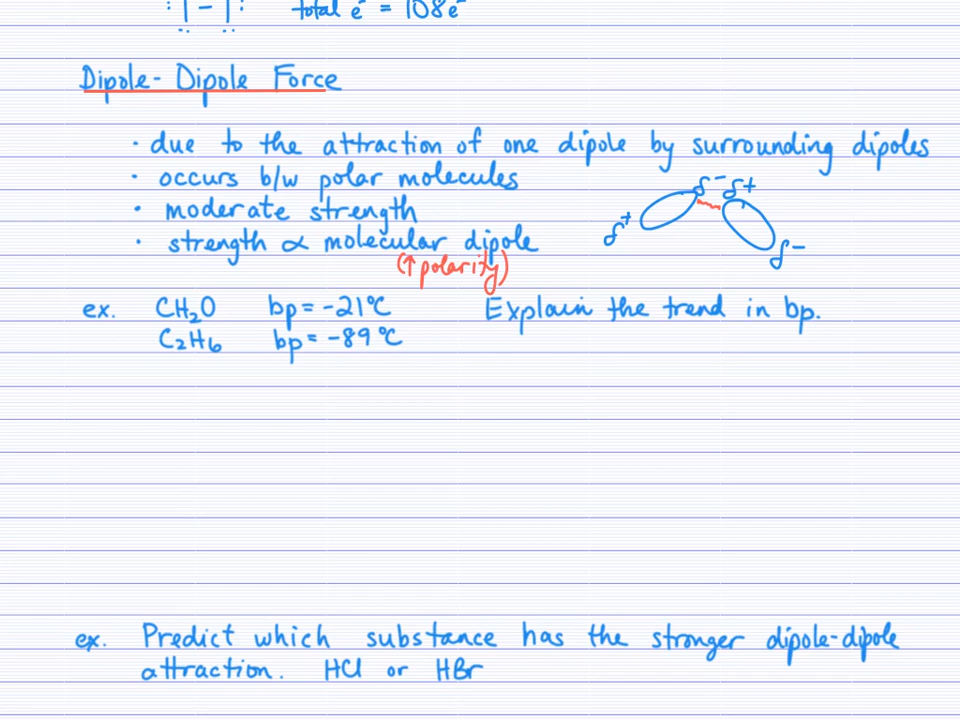 : | - | : total e⁻ = 108e⁻
Dipole-Dipole Force
· due to the attraction of one dipole by surrounding dipoles
· occurs b/w polar molecules
· moderate strength
· strength ∝ molecular dipole
(↑ polarity)
δ+ δ- δ+ δ-
ex. CH₂O bp = -21°C Explain the trend in bp.
C₂H₆ bp = -89°C
ex. Predict which substance has the stronger dipole-dipole
attraction. HCl or HBr